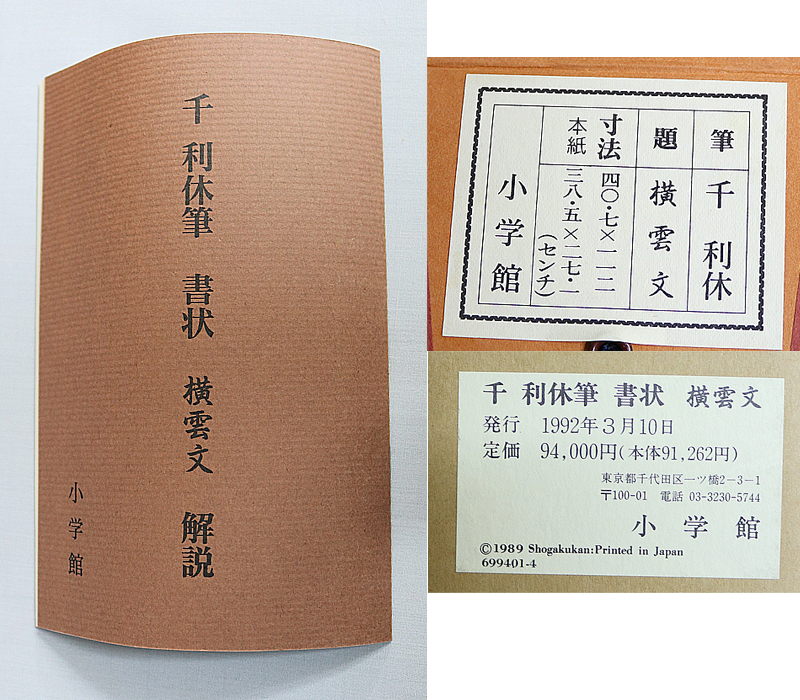 千 利休筆 書状 横雲文 解説
小学館
筆 千 利休
題 横雲文
寸法 四〇・七×一一二
本紙 三八・五×二七・一
(センチ)
小学館
千 利休筆 書状 横雲文
発行 1992年3月10日
定価 94,000円(本体91,262円)
東京都千代田区一ツ橋2−3−1
〒100-01 電話 03-3230-5744
小学館
©1989 Shogakukan:Printed in Japan
699401-4